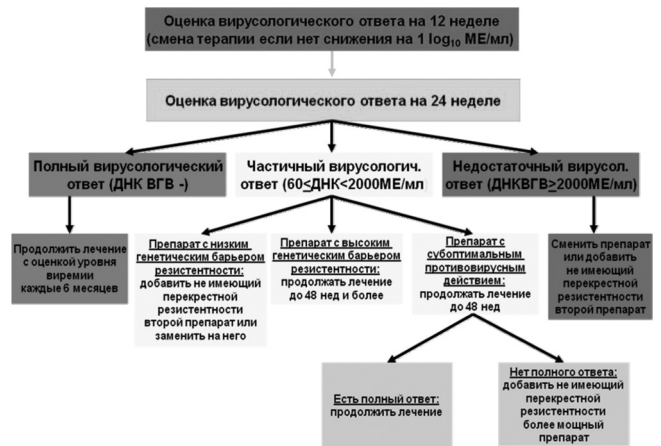 Оценка вирусологического ответа на 12 неделе
(смена терапии если нет снижения на 1 log₁₀ МЕ/мл)
Оценка вирусологического ответа на 24 неделе
Полный вирусологический
ответ (ДНК ВГВ -)
Частичный вирусологич.
ответ (60≤ДНК<2000МЕ/мл
Недостаточный вирусол.
ответ (ДНКВГВ≥2000МЕ/мл)
Продолжить лечение
с оценкой уровня
виремии
каждые 6 месяцев
Препарат с низким
генетическим барьером
резистентности:
добавить не имеющий
перекрестной
резистентности
второй препарат или
заменить на него
Препарат с высоким
генетическим барьером
резистентности:
продолжать лечение
до 48 нед и более
Препарат с
субоптимальным
противовирусным
действием:
продолжать лечение
до 48 нед
Сменить препарат
или добавить
не имеющий
перекрестной
резистентности
второй препарат
Есть полный ответ:
продолжить лечение
Нет полного ответа:
добавить не имеющий
перекрестной
резистентности
более мощный
препарат